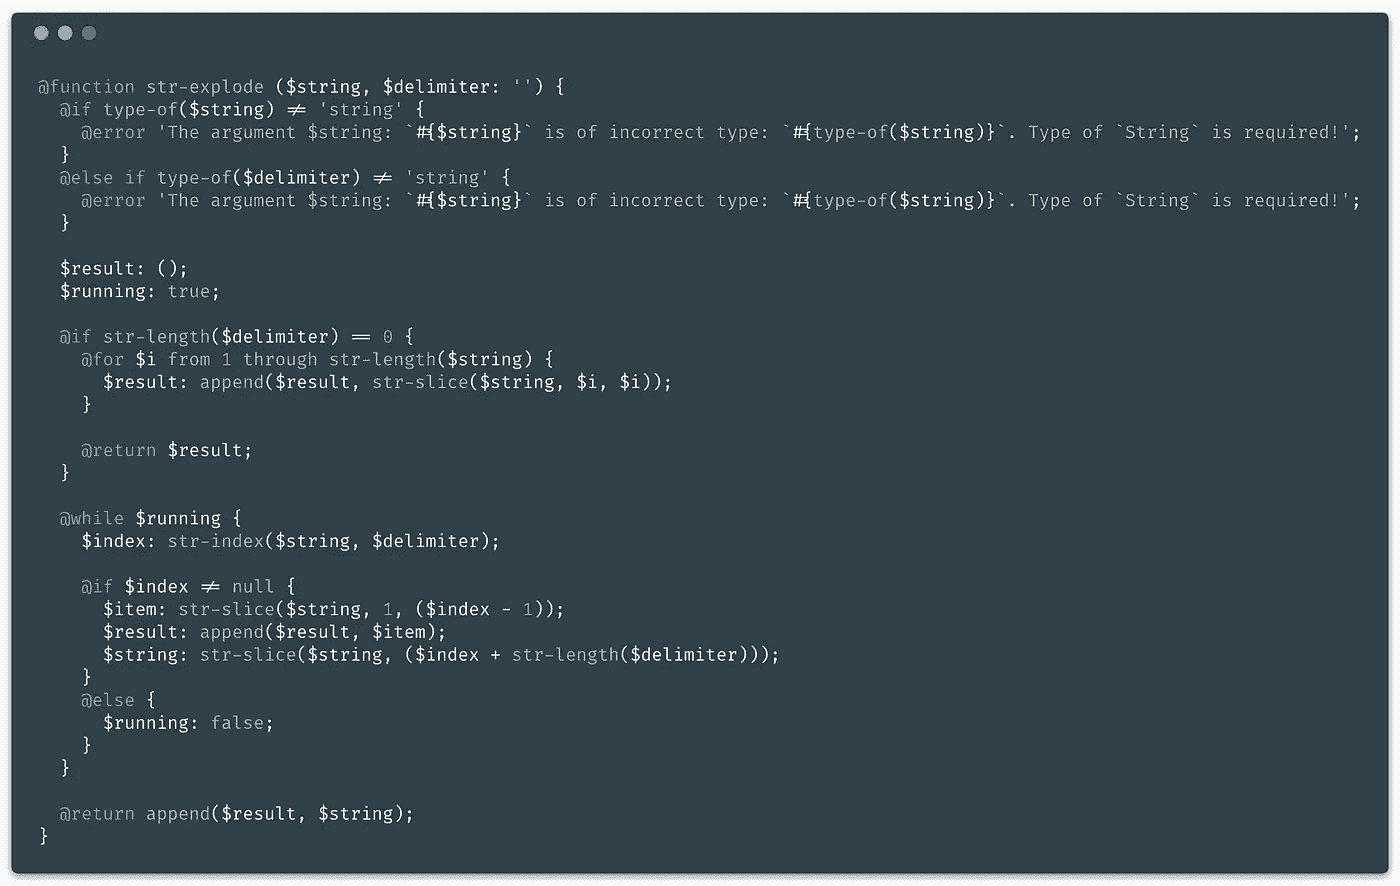 @function str-explode ($string, $delimiter: '') {
  @if type-of($string) != 'string' {
    @error 'The argument $string: `#{$string}` is of incorrect type: `#{type-of($string)}`. Type of `String` is required!';
  }
  @else if type-of($delimiter) != 'string' {
    @error 'The argument $string: `#{$string}` is of incorrect type: `#{type-of($string)}`. Type of `String` is required!';
  }

  $result: ();
  $running: true;

  @if str-length($delimiter) == 0 {
    @for $i from 1 through str-length($string) {
      $result: append($result, str-slice($string, $i, $i));
    }

    @return $result;
  }

  @while $running {
    $index: str-index($string, $delimiter);

    @if $index != null {
      $item: str-slice($string, 1, ($index - 1));
      $result: append($result, $item);
      $string: str-slice($string, ($index + str-length($delimiter)));
    }
    @else {
      $running: false;
    }
  }

  @return append($result, $string);
}